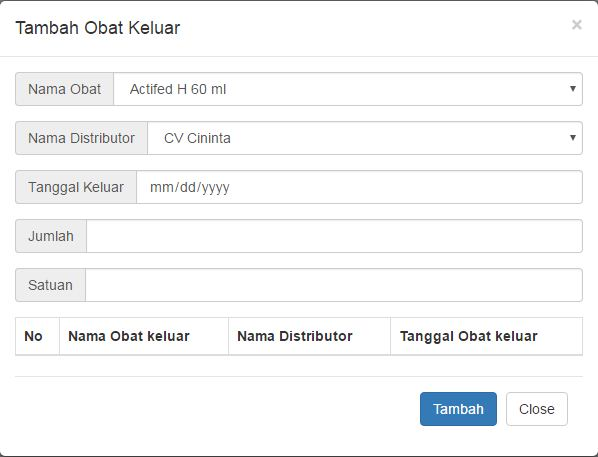 Tambah Obat Keluar ×
Nama Obat Actifed H 60 ml
Nama Distributor CV Cininta
Tanggal Keluar mm/dd/yyyy
Jumlah
Satuan
No Nama Obat keluar Nama Distributor Tanggal Obat keluar
Tambah Close